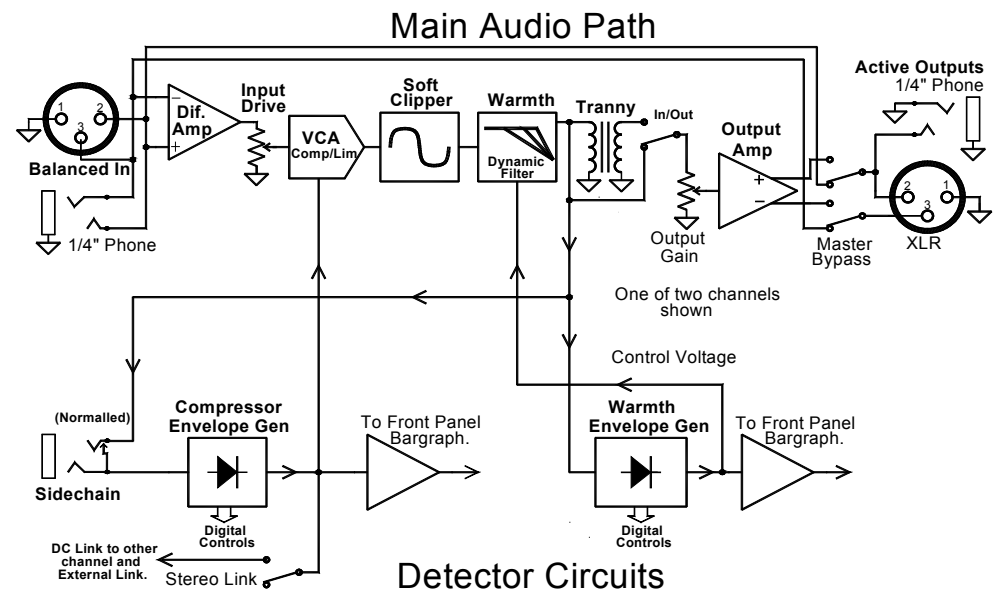 Main Audio Path
Active Outputs
1/4" Phone
Input
Drive
Soft
Clipper
Warmth
Tranny
In/Out
Output
Amp
1
2
3
Dif.
Amp
−
+
VCA
Comp/Lim
Dynamic
Filter
+
−
2
1
3
Balanced In
1/4" Phone
Output
Gain
Master
Bypass
XLR
One of two channels
shown
Control Voltage
(Normalled)
Compressor
Envelope Gen
To Front Panel
Bargraph.
Warmth
Envelope Gen
To Front Panel
Bargraph.
Sidechain
Digital
Controls
Digital
Controls
DC Link to other
channel and
External Link.
Stereo Link
Detector Circuits